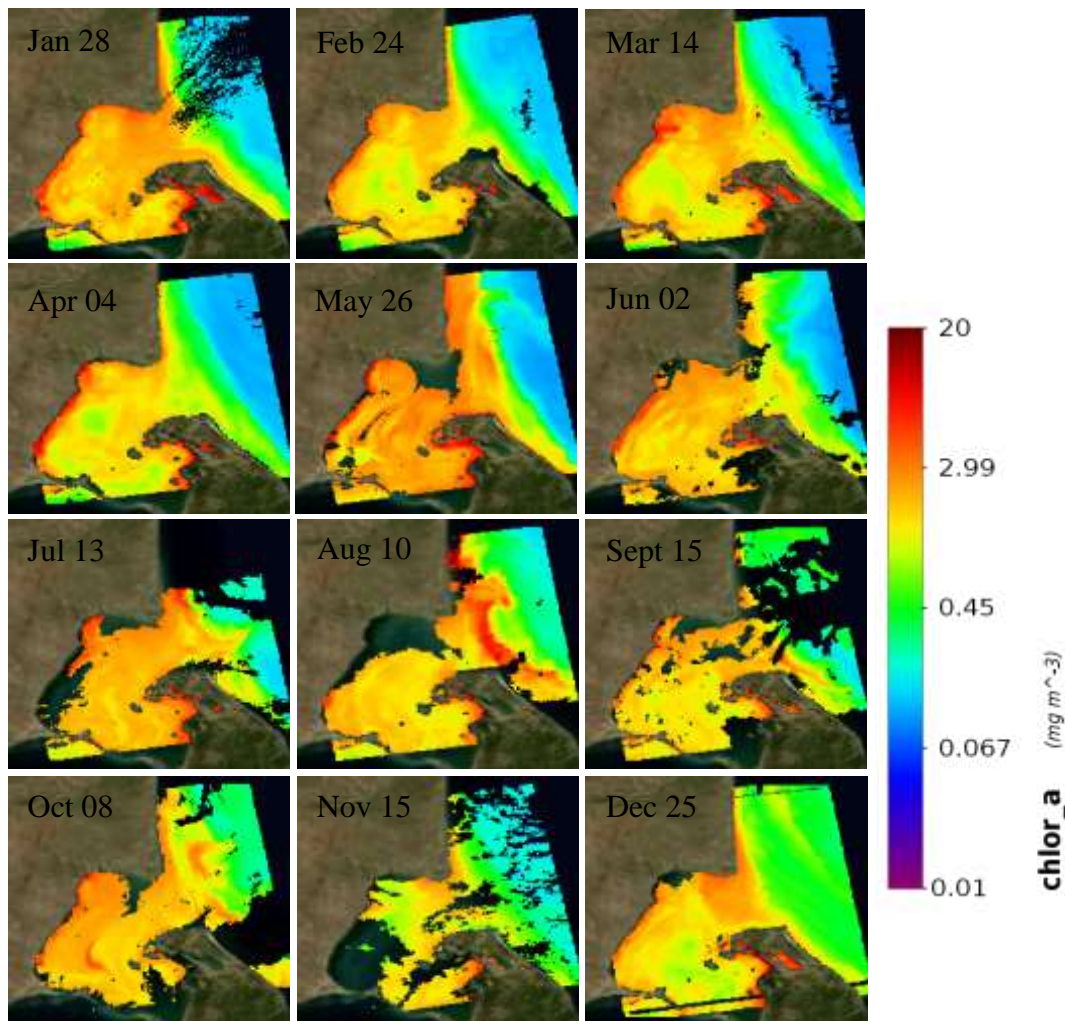 Jan 28
Feb 24
Mar 14
Apr 04
May 26
Jun 02
Jul 13
Aug 10
Sept 15
Oct 08
Nov 15
Dec 25
20
2.99
0.45
0.067
0.01
chlor_a (mg m^-3)